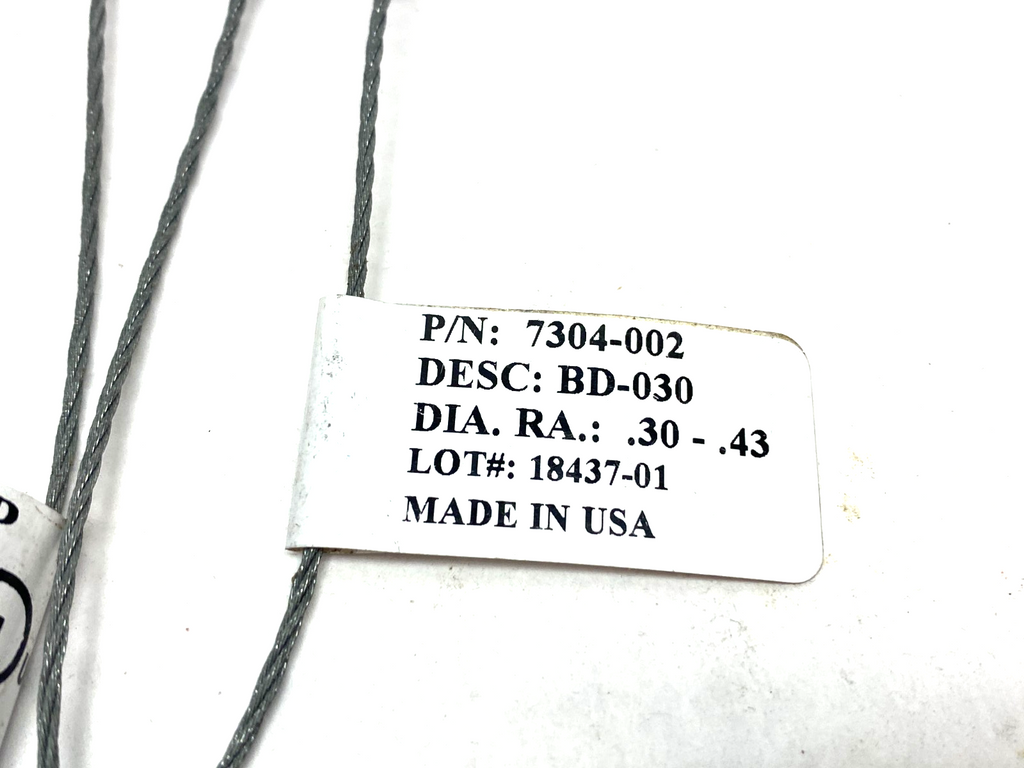 P/N: 7304-002
DESC: BD-030
DIA. RA.: .30 - .43
LOT#: 18437-01
MADE IN USA
P